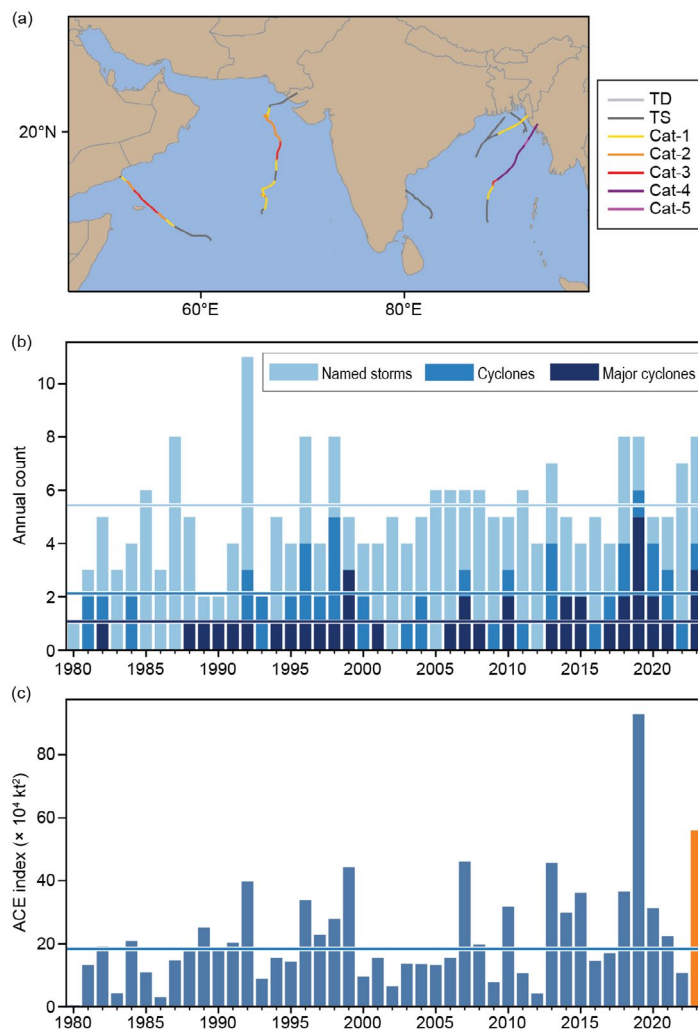 (a)
20°N
60°E
80°E
TD
TS
Cat-1
Cat-2
Cat-3
Cat-4
Cat-5
(b)
Named storms Cyclones Major cyclones
Annual count
10
8
6
4
2
0
1980 1985 1990 1995 2000 2005 2010 2015 2020
(c)
ACE index (× 10⁴ kt²)
80
60
40
20
0
1980 1985 1990 1995 2000 2005 2010 2015 2020